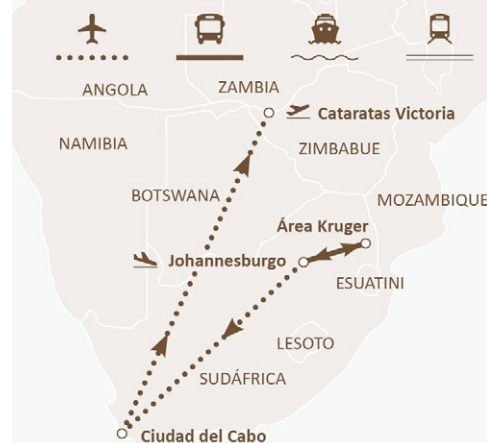 ANGOLA
ZAMBIA
Cataratas Victoria
NAMIBIA
ZIMBABUE
BOTSWANA
MOZAMBIQUE
Área Kruger
Johannesburgo
ESUATINI
LESOTO
SUDÁFRICA
Ciudad del Cabo